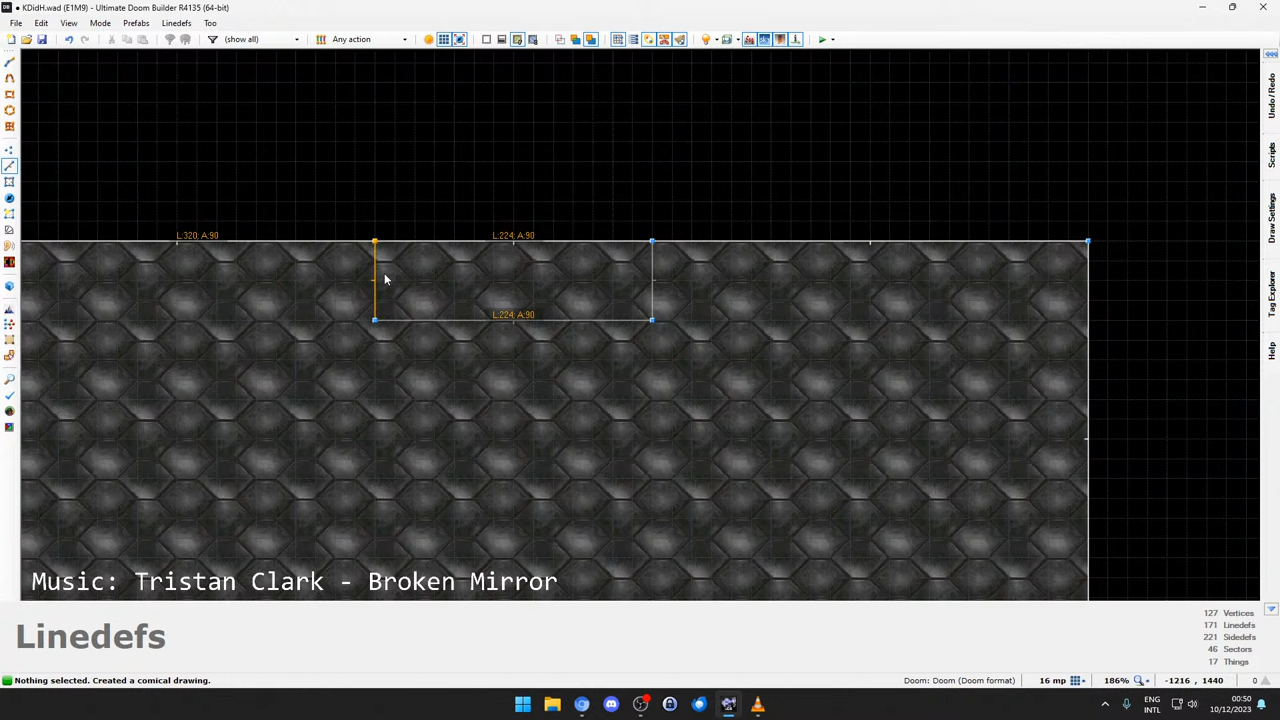 KDidH.wad (E1M9) - Ultimate Doom Builder R4135 (64-bit)
File Edit View Mode Prefabs Linedefs Too
(show all) Any action
Undo / Redo
Scripts
Draw Settings
Tag Explorer
Help
L:320; A:90 L:224; A:90
L:224; A:90
Music: Tristan Clark - Broken Mirror
Linedefs
127 Vertices
171 Linedefs
221 Sidedefs
46 Sectors
17 Things
Nothing selected. Created a comical drawing.
Doom: Doom (Doom format) 16 mp 186% -1216 , 1440 0
ENG
INTL
00:50
10/12/2023